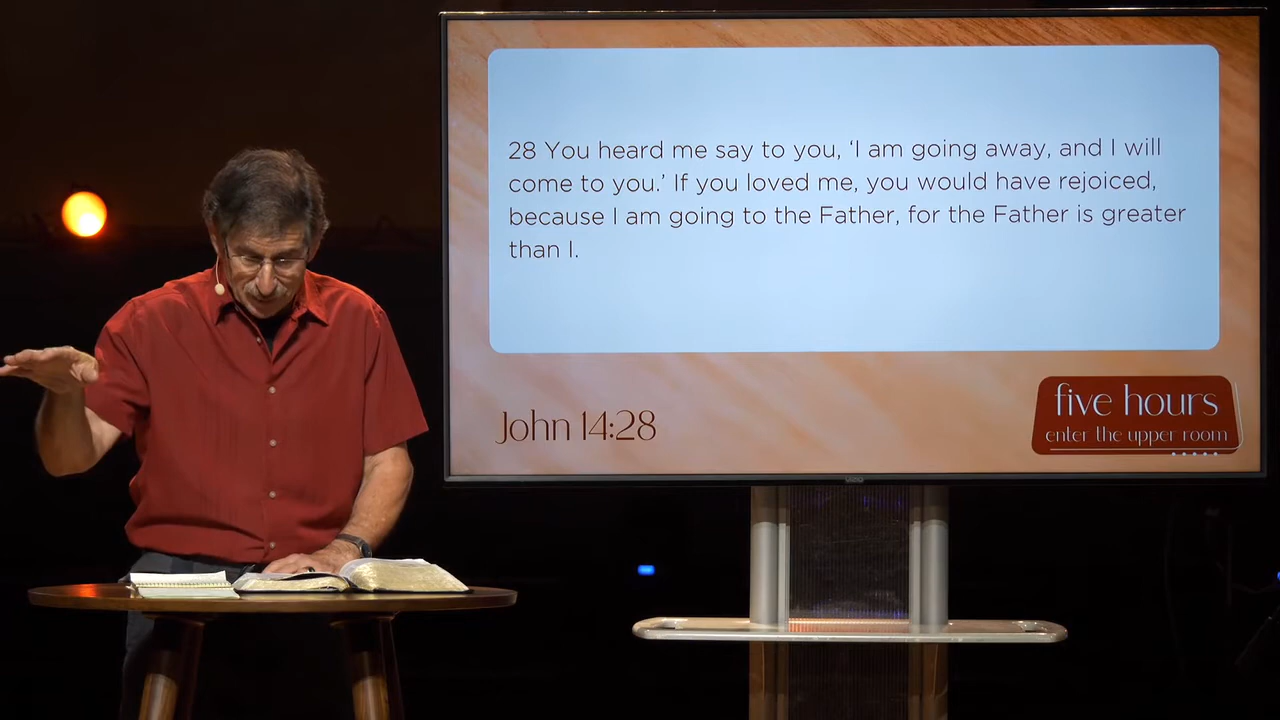 28 You heard me say to you, ‘I am going away, and I will
come to you.’ If you loved me, you would have rejoiced,
because I am going to the Father, for the Father is greater
than I.
John 14:28
five hours
enter the upper room